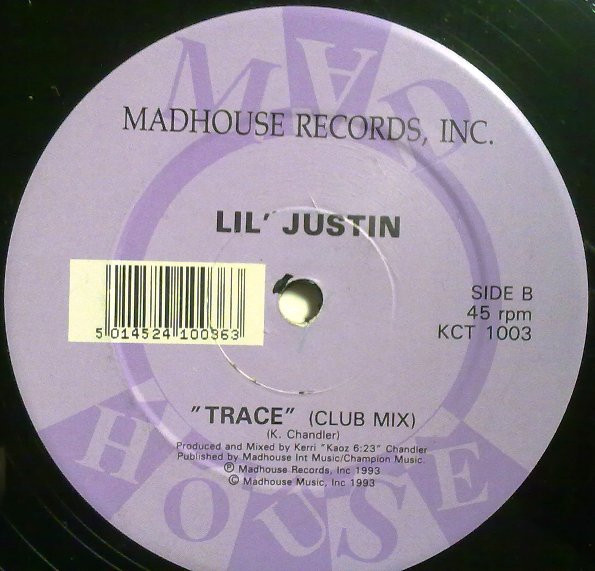 MAD
MADHOUSE RECORDS, INC.
LIL' JUSTIN
5 014524 100363
SIDE B
45 rpm
KCT 1003
"TRACE" (CLUB MIX)
(K. Chandler)
Produced and Mixed by Kerri "Kaoz 6:23" Chandler
Published by Madhouse Int Music/Champion Music
Ⓟ Madhouse Records, Inc 1993
© Madhouse Music, Inc 1993
HOUSE